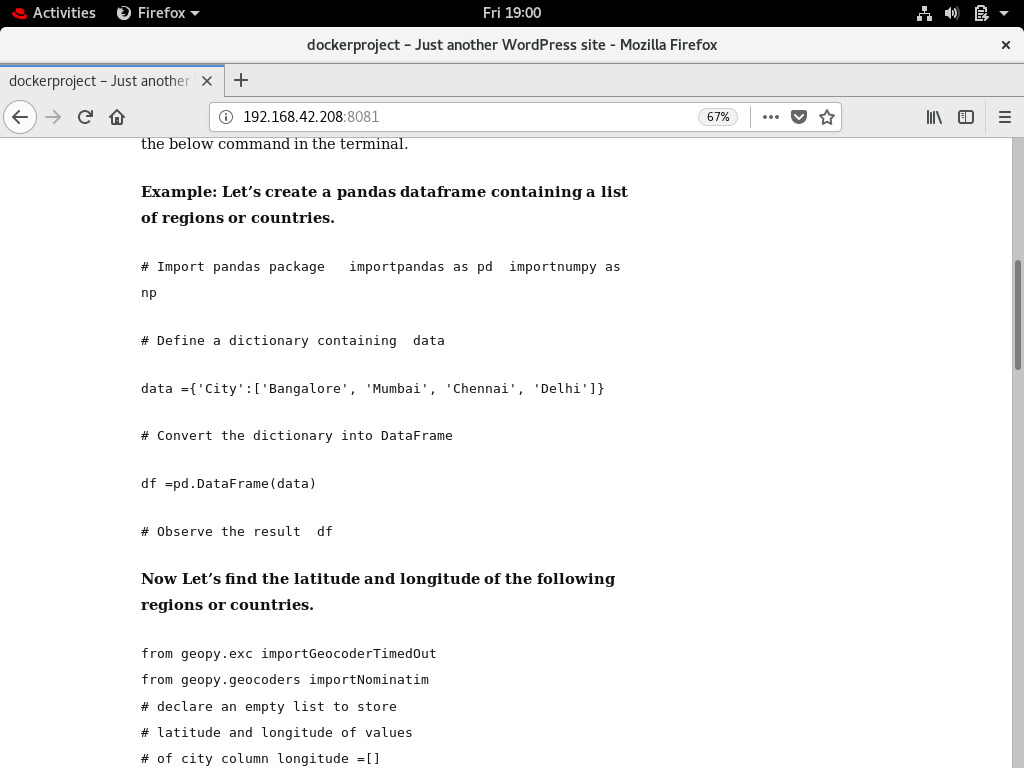 Activities Firefox Fri 19:00
dockerproject – Just another WordPress site - Mozilla Firefox
dockerproject – Just another
192.168.42.208:8081 67%
the below command in the terminal.
Example: Let’s create a pandas dataframe containing a list
of regions or countries.
# Import pandas package   importpandas as pd  importnumpy as
np
# Define a dictionary containing  data
data ={'City':['Bangalore', 'Mumbai', 'Chennai', 'Delhi']}
# Convert the dictionary into DataFrame
df =pd.DataFrame(data)
# Observe the result  df
Now Let’s find the latitude and longitude of the following
regions or countries.
from geopy.exc importGeocoderTimedOut
from geopy.geocoders importNominatim
# declare an empty list to store
# latitude and longitude of values
# of city column longitude =[]